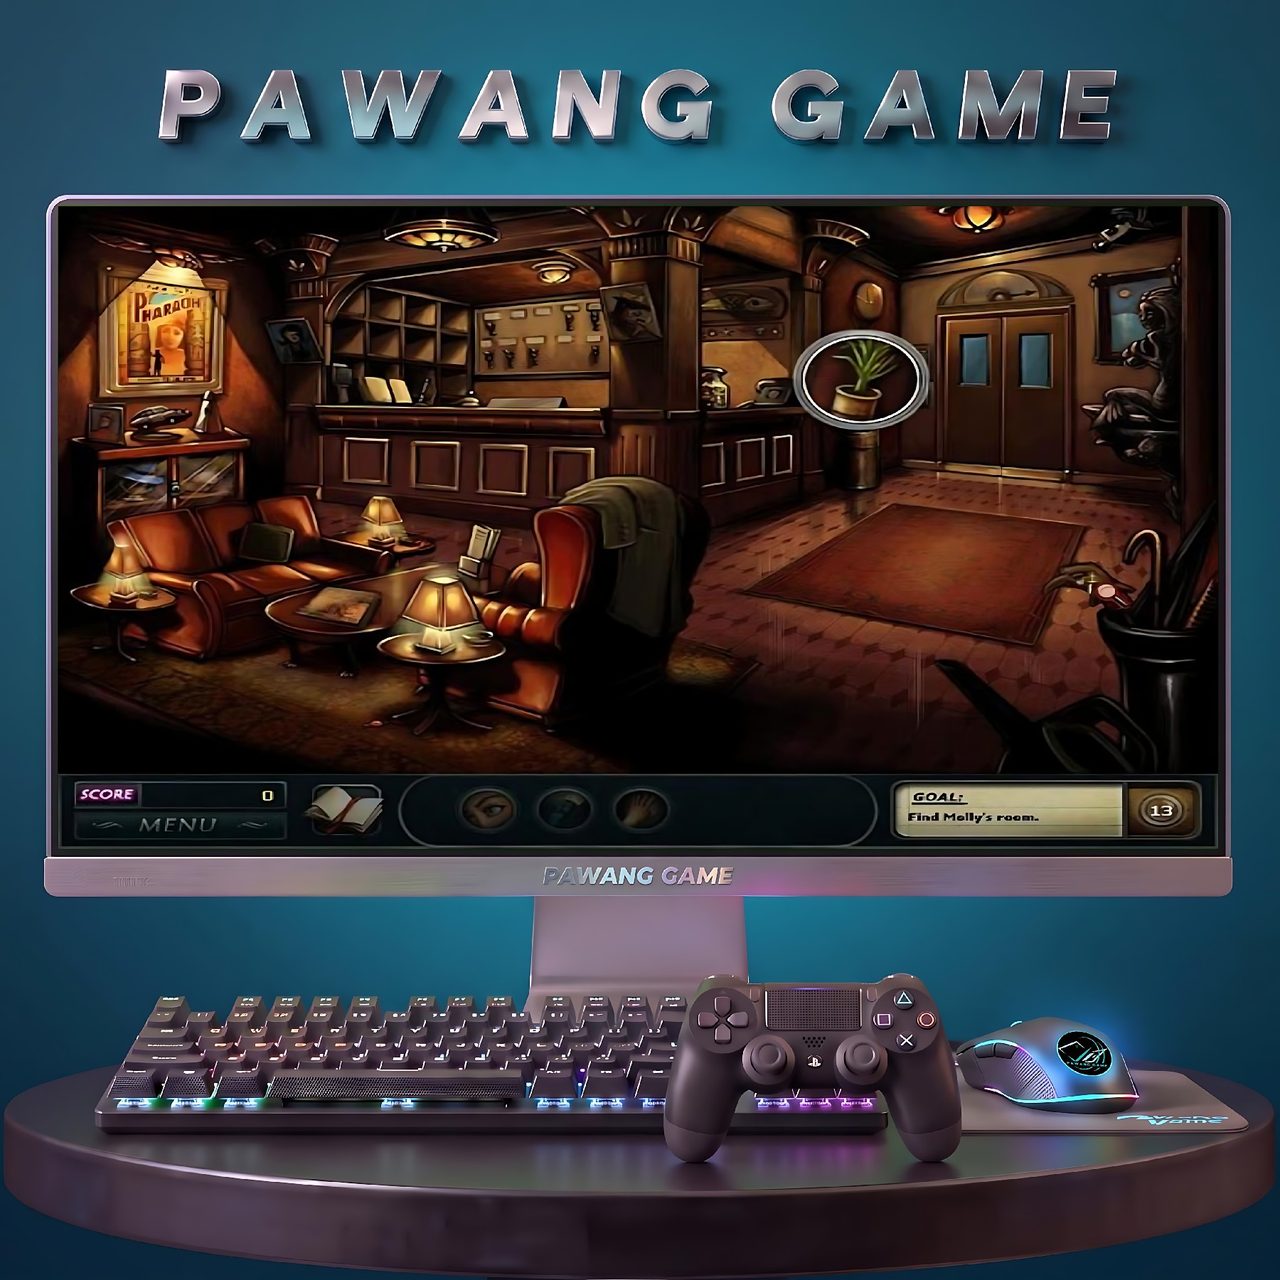 PAWANG GAME
PHARAOH
SCORE 0
MENU
GOAL:
Find Molly's room.
13
PAWANG GAME